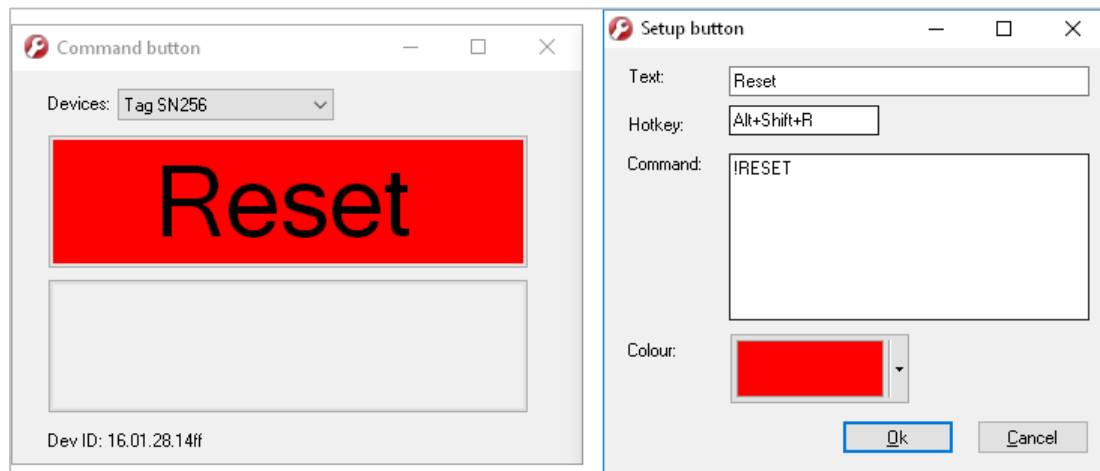 Command button
Devices: Tag SN256
Reset
Dev ID: 16.01.28.14ff
Setup button
Text: Reset
Hotkey: Alt+Shift+R
Command: !RESET
Colour:
Ok Cancel